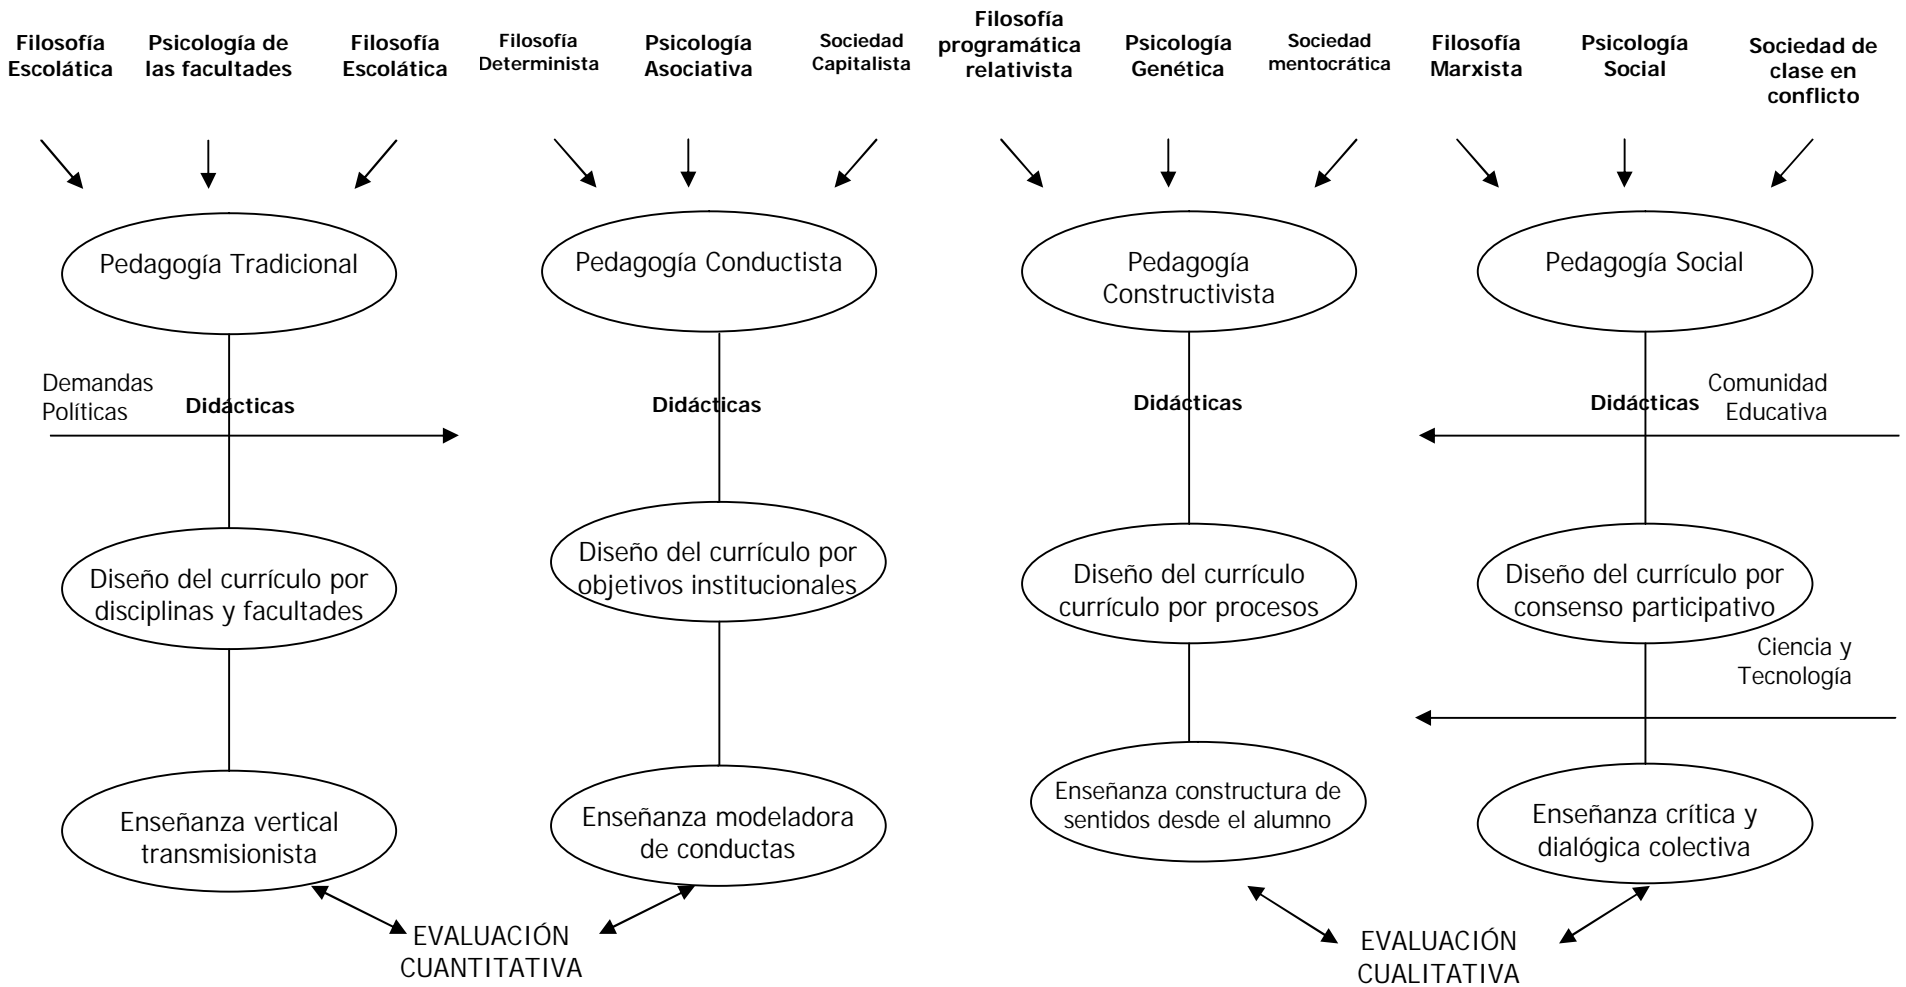 Filosofía
Escolática
Psicología de
las facultades
Filosofía
Escolática
Filosofía
Determinista
Psicología
Asociativa
Sociedad
Capitalista
Filosofía
programática
relativista
Psicología
Genética
Sociedad
mentocrática
Filosofía
Marxista
Psicología
Social
Sociedad de
clase en
conflicto
Pedagogía Tradicional
Pedagogía Conductista
Pedagogía
Constructivista
Pedagogía Social
Demandas
Políticas
Didácticas
Didácticas
Didácticas
Didácticas
Comunidad
Educativa
Diseño del currículo por
disciplinas y facultades
Diseño del currículo por
objetivos institucionales
Diseño del currículo
currículo por procesos
Diseño del currículo por
consenso participativo
Ciencia y
Tecnología
Enseñanza vertical
transmisionista
Enseñanza modeladora
de conductas
Enseñanza constructura de
sentidos desde el alumno
Enseñanza crítica y
dialógica colectiva
EVALUACIÓN
CUANTITATIVA
EVALUACIÓN
CUALITATIVA